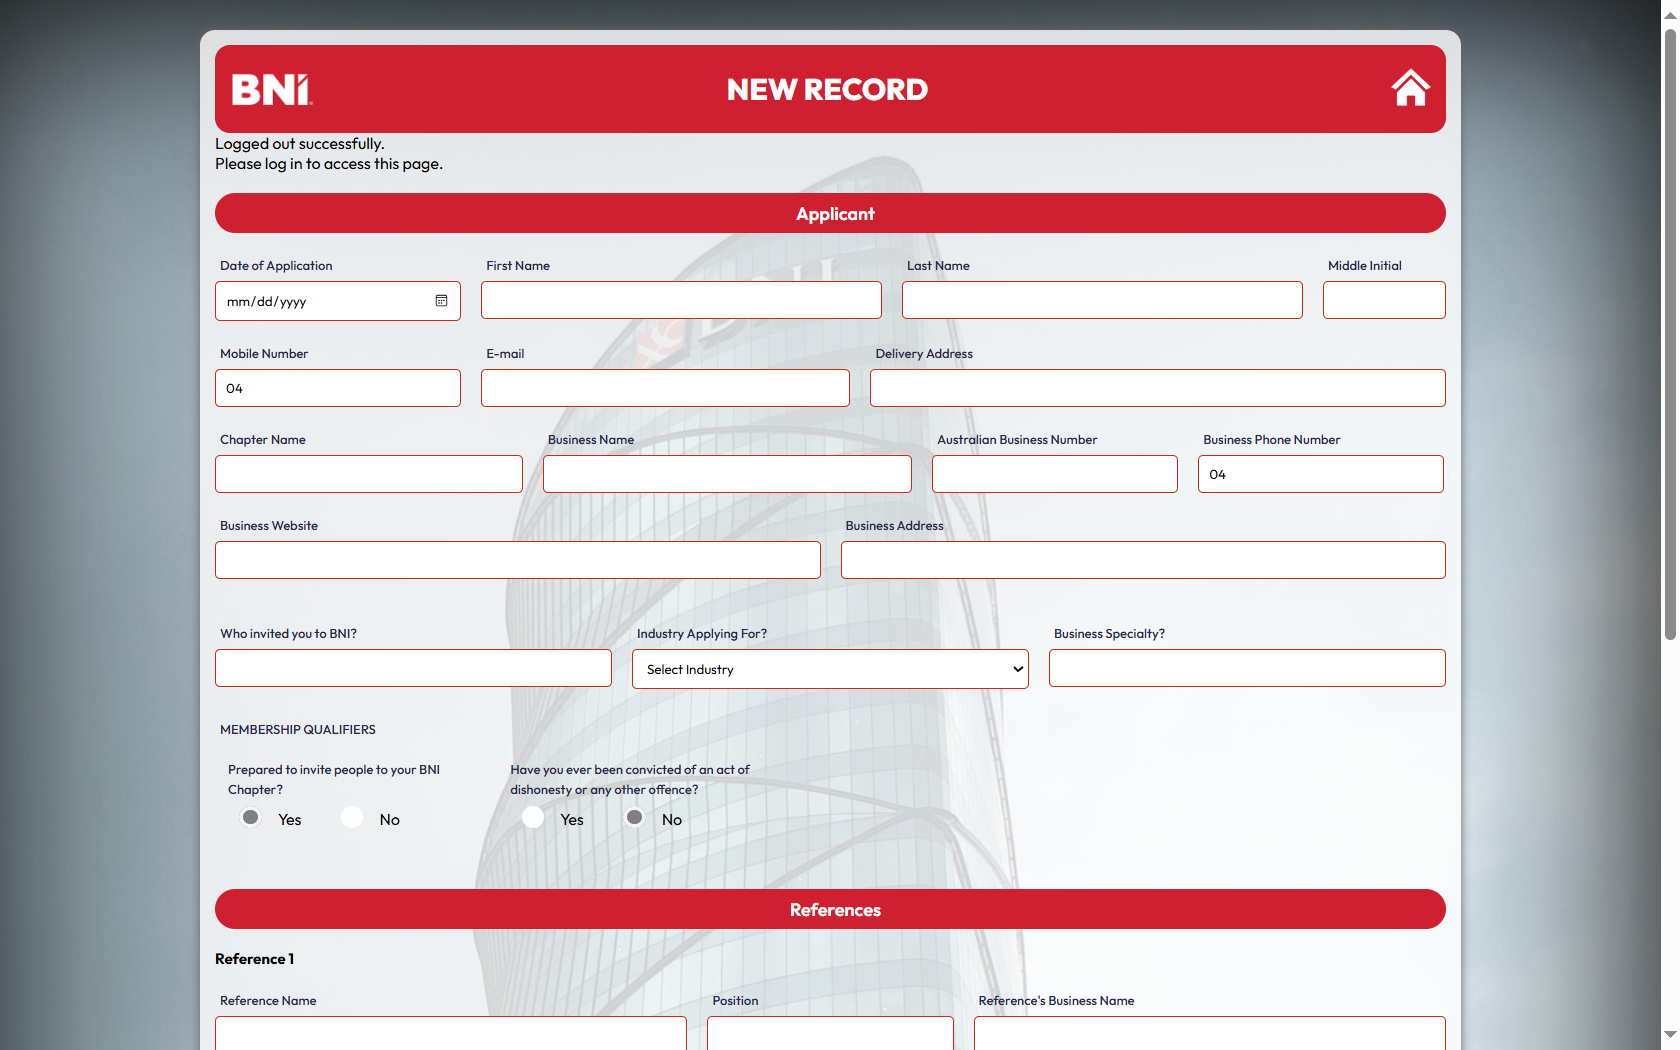 BNI
NEW RECORD
Logged out successfully.
Please log in to access this page.
Applicant
Date of Application
First Name
Last Name
Middle Initial
mm/dd/yyyy
Mobile Number
E-mail
Delivery Address
04
Chapter Name
Business Name
Australian Business Number
Business Phone Number
04
Business Website
Business Address
Who invited you to BNI?
Industry Applying For?
Business Specialty?
Select Industry
MEMBERSHIP QUALIFIERS
Prepared to invite people to your BNI
Chapter?
Yes
No
Have you ever been convicted of an act of
dishonesty or any other offence?
Yes
No
References
Reference 1
Reference Name
Position
Reference's Business Name